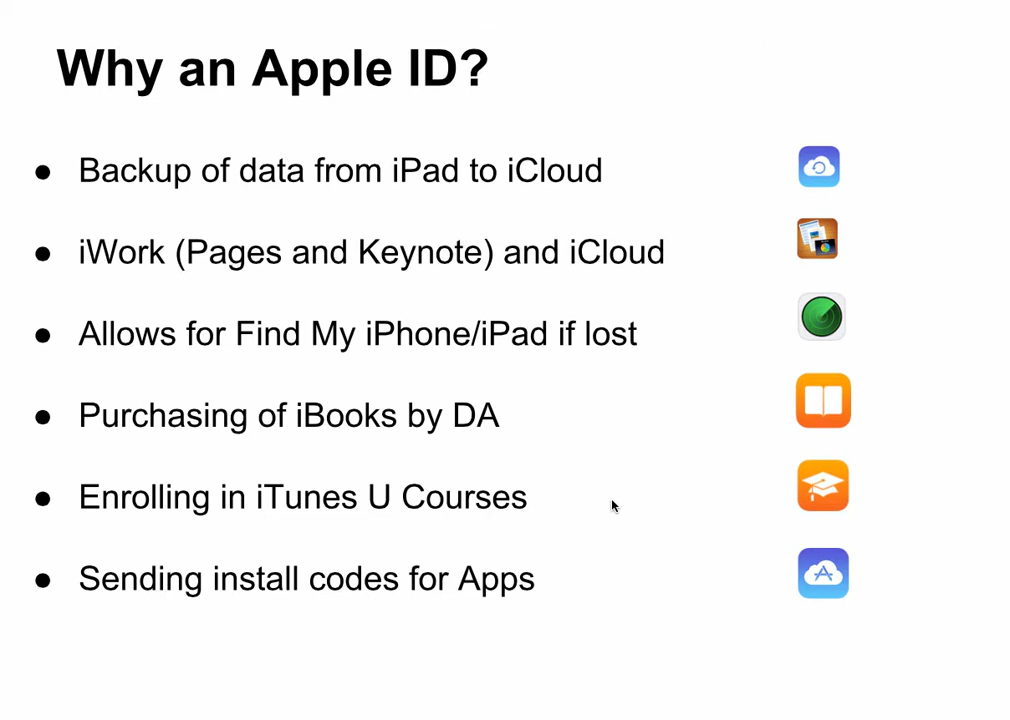 Why an Apple ID?
● Backup of data from iPad to iCloud
● iWork (Pages and Keynote) and iCloud
● Allows for Find My iPhone/iPad if lost
● Purchasing of iBooks by DA
● Enrolling in iTunes U Courses
● Sending install codes for Apps